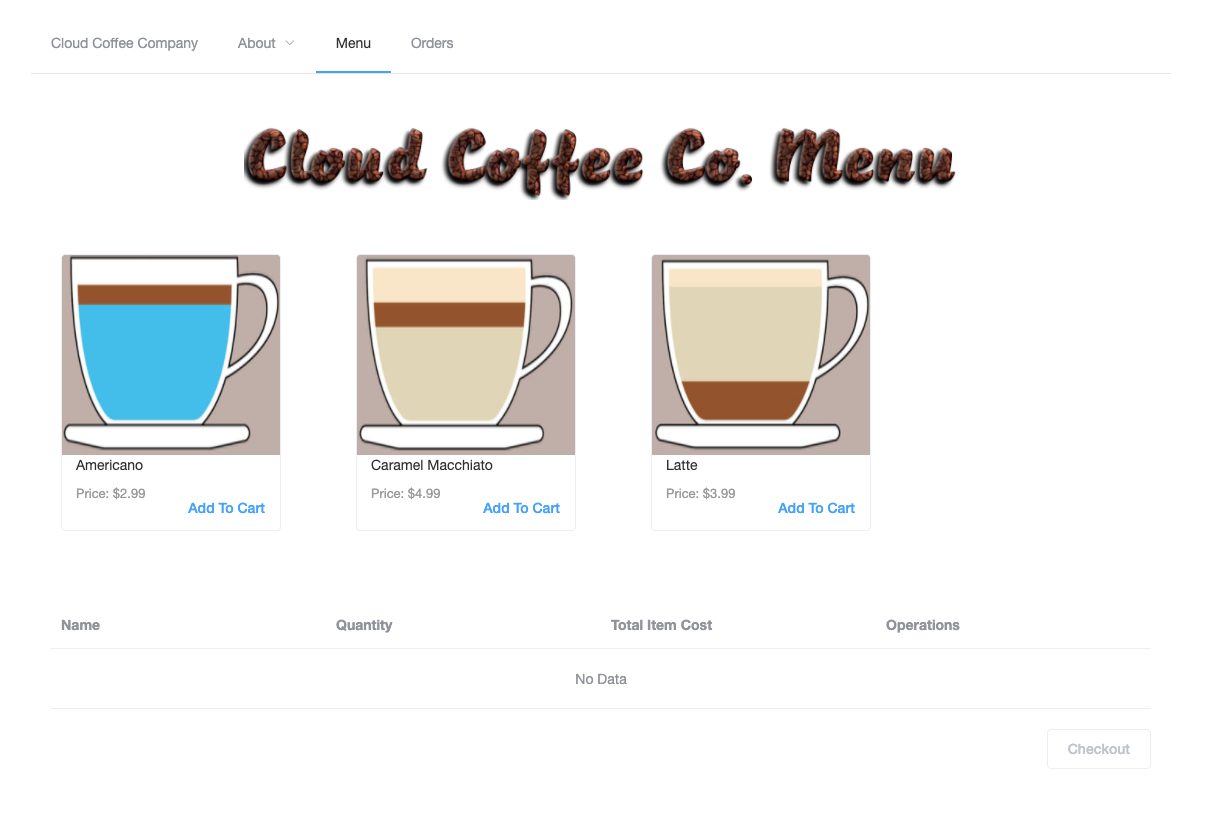 Cloud Coffee Company About Menu Orders
Cloud Coffee Co. Menu
Americano
Price: $2.99
Add To Cart
Caramel Macchiato
Price: $4.99
Add To Cart
Latte
Price: $3.99
Add To Cart
Name Quantity Total Item Cost Operations
No Data
Checkout